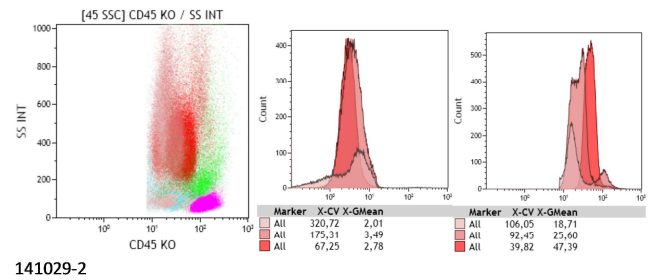 [45 SSC] CD45 KO / SS INT
SS INT
1000
800
600
400
200
0
10⁰ 10¹ 10² 10³
CD45 KO
Count
400
300
200
100
0
10⁰ 10¹ 10² 10³
Marker X-CV X-GMean
All 320,72 2,01
All 175,31 3,49
All 67,25 2,78
Count
500
400
300
200
100
0
10⁰ 10¹ 10² 10³
Marker X-CV X-GMean
All 106,05 18,71
All 92,45 25,60
All 39,82 47,39
141029-2